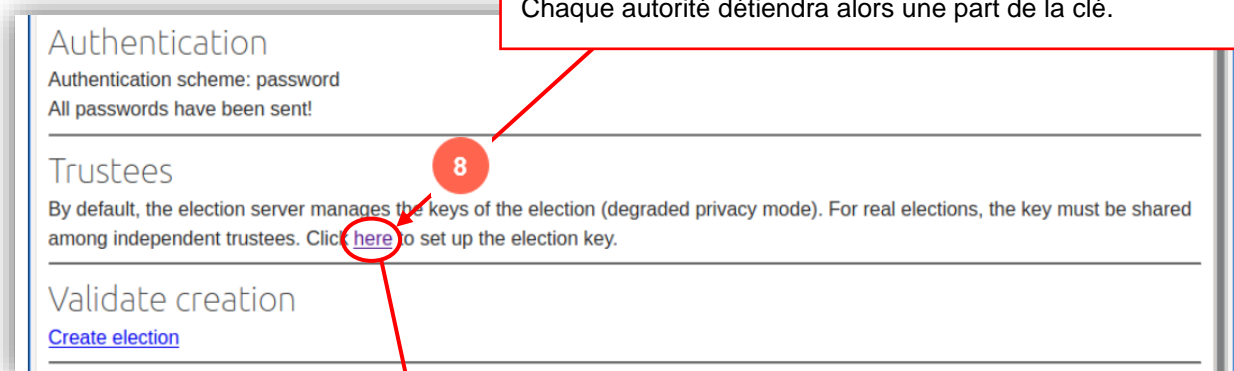 Chaque autorité détiendra alors une part de la clé.
Authentication
Authentication scheme: password
All passwords have been sent!
8
Trustees
By default, the election server manages the keys of the election (degraded privacy mode). For real elections, the key must be shared
among independent trustees. Click here to set up the election key.
Validate creation
Create election